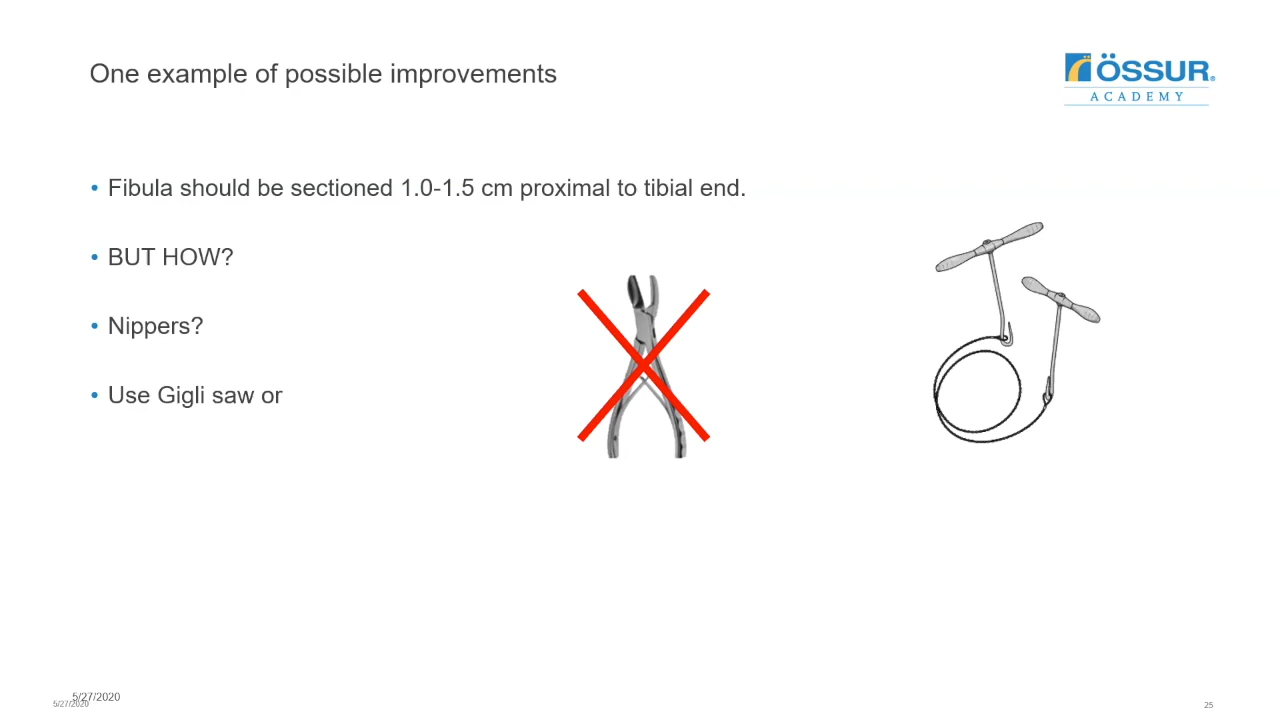 One example of possible improvements
ÖSSUR®
ACADEMY
• Fibula should be sectioned 1.0-1.5 cm proximal to tibial end.
• BUT HOW?
• Nippers?
• Use Gigli saw or
5/27/2020
5/27/2020
25